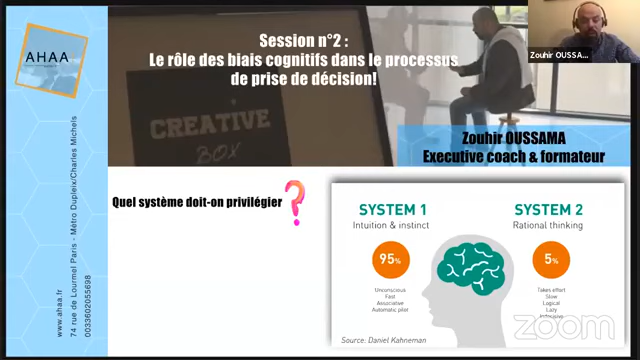 AHAA
Session n°2 :
Le rôle des biais cognitifs dans le processus
de prise de décision!
Zouhir OUSSA...
CREATIVE
BOX
Zouhir OUSSAMA
Executive coach & formateur
Quel système doit-on privilégier ?
SYSTEM 1
Intuition & instinct
95%
Unconscious
Fast
Associative
Automatic pilot
SYSTEM 2
Rational thinking
5%
Takes effort
Slow
Logical
Lazy
Source: Daniel Kahneman
zoom
www.ahaa.fr
74 rue de Lourmel Paris - Métro Dupleix/Charles Michels
0033602055698